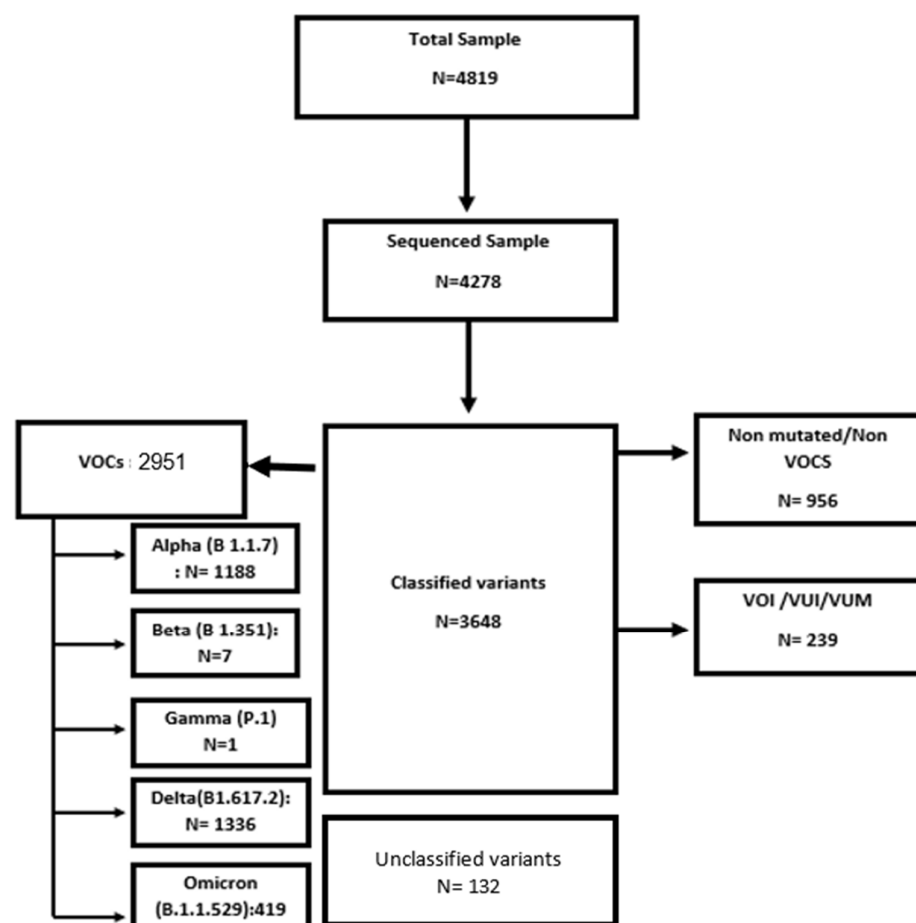 Total Sample
N=4819
Sequenced Sample
N=4278
VOCs : 2951
Alpha (B 1.1.7)
: N= 1188
Beta (B 1.351):
N=7
Gamma (P.1)
N=1
Delta(B1.617.2):
N= 1336
Omicron
(B.1.1.529):419
Classified variants
N=3648
Unclassified variants
N= 132
Non mutated/Non
VOCS
N= 956
VOI /VUI/VUM
N= 239